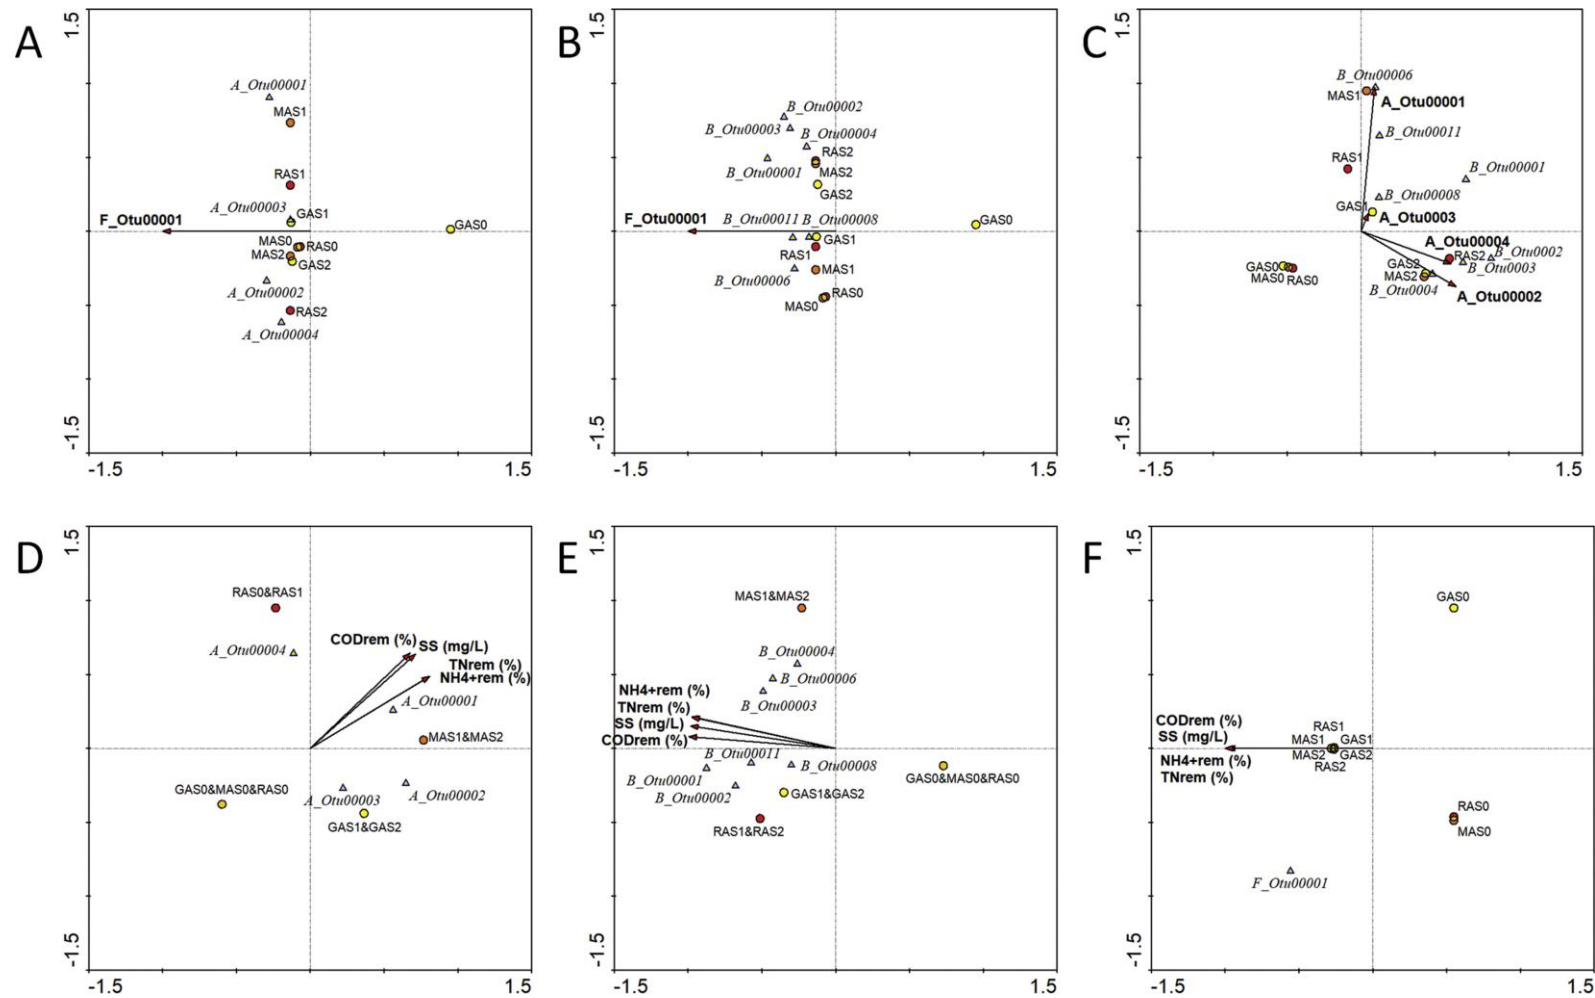 A
1.5
A_Otu00001
MAS1
RAS1
A_Otu00003
GAS1
F_Otu00001
GAS0
MAS0
RAS0
MAS2
GAS2
A_Otu00002
RAS2
A_Otu00004
-1.5
-1.5
1.5
B
1.5
B_Otu00002
B_Otu00003
B_Otu00004
RAS2
B_Otu00001
MAS2
GAS2
F_Otu00001
B_Otu00011
B_Otu00008
GAS0
GAS1
RAS1
B_Otu00006
MAS1
RAS0
MAS0
-1.5
-1.5
1.5
C
1.5
B_Otu00006
MAS1
A_Otu00001
B_Otu00011
RAS1
B_Otu00001
B_Otu00008
GAS1
A_Otu0003
A_Otu00004
RAS2
B_Otu0002
GAS0
GAS2
B_Otu0003
MAS0
RAS0
MAS2
B_Otu0004
A_Otu00002
-1.5
-1.5
1.5
D
1.5
RAS0&RAS1
CODrem (%)
SS (mg/L)
A_Otu00004
TNrem (%)
NH4+rem (%)
A_Otu00001
MAS1&MAS2
GAS0&MAS0&RAS0
A_Otu00003
A_Otu00002
GAS1&GAS2
-1.5
-1.5
1.5
E
1.5
MAS1&MAS2
B_Otu00004
B_Otu00006
NH4+rem (%)
B_Otu00003
TNrem (%)
SS (mg/L)
CODrem (%)
B_Otu00011
B_Otu00008
B_Otu00001
GAS0&MAS0&RAS0
B_Otu00002
GAS1&GAS2
RAS1&RAS2
-1.5
-1.5
1.5
F
1.5
GAS0
CODrem (%)
RAS1
SS (mg/L)
MAS1
GAS1
NH4+rem (%)
MAS2
GAS2
TNrem (%)
RAS2
RAS0
MAS0
F_Otu00001
-1.5
-1.5
1.5